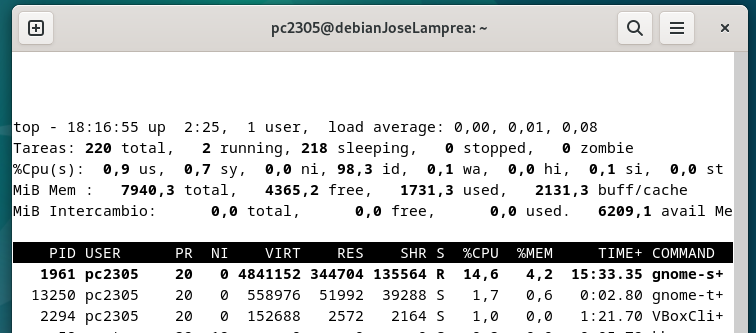 pc2305@debianJoseLamprea: ~
top - 18:16:55 up  2:25,  1 user,  load average: 0,00, 0,01, 0,08
Tareas: 220 total,   2 running, 218 sleeping,   0 stopped,   0 zombie
%Cpu(s):  0,9 us,  0,7 sy,  0,0 ni, 98,3 id,  0,1 wa,  0,0 hi,  0,1 si,  0,0 st
MiB Mem :   7940,3 total,   4365,2 free,   1731,3 used,   2131,3 buff/cache
MiB Intercambio:      0,0 total,      0,0 free,      0,0 used.   6209,1 avail Me
PID USER      PR  NI    VIRT    RES    SHR S  %CPU  %MEM     TIME+ COMMAND
1961 pc2305    20   0 4841152 344704 135564 R  14,6   4,2  15:33.35 gnome-s+
13250 pc2305    20   0  558976  51992  39288 S   1,7   0,6   0:02.80 gnome-t+
2294 pc2305    20   0  152688   2572   2164 S   1,0   0,0   1:21.70 VBoxCli+